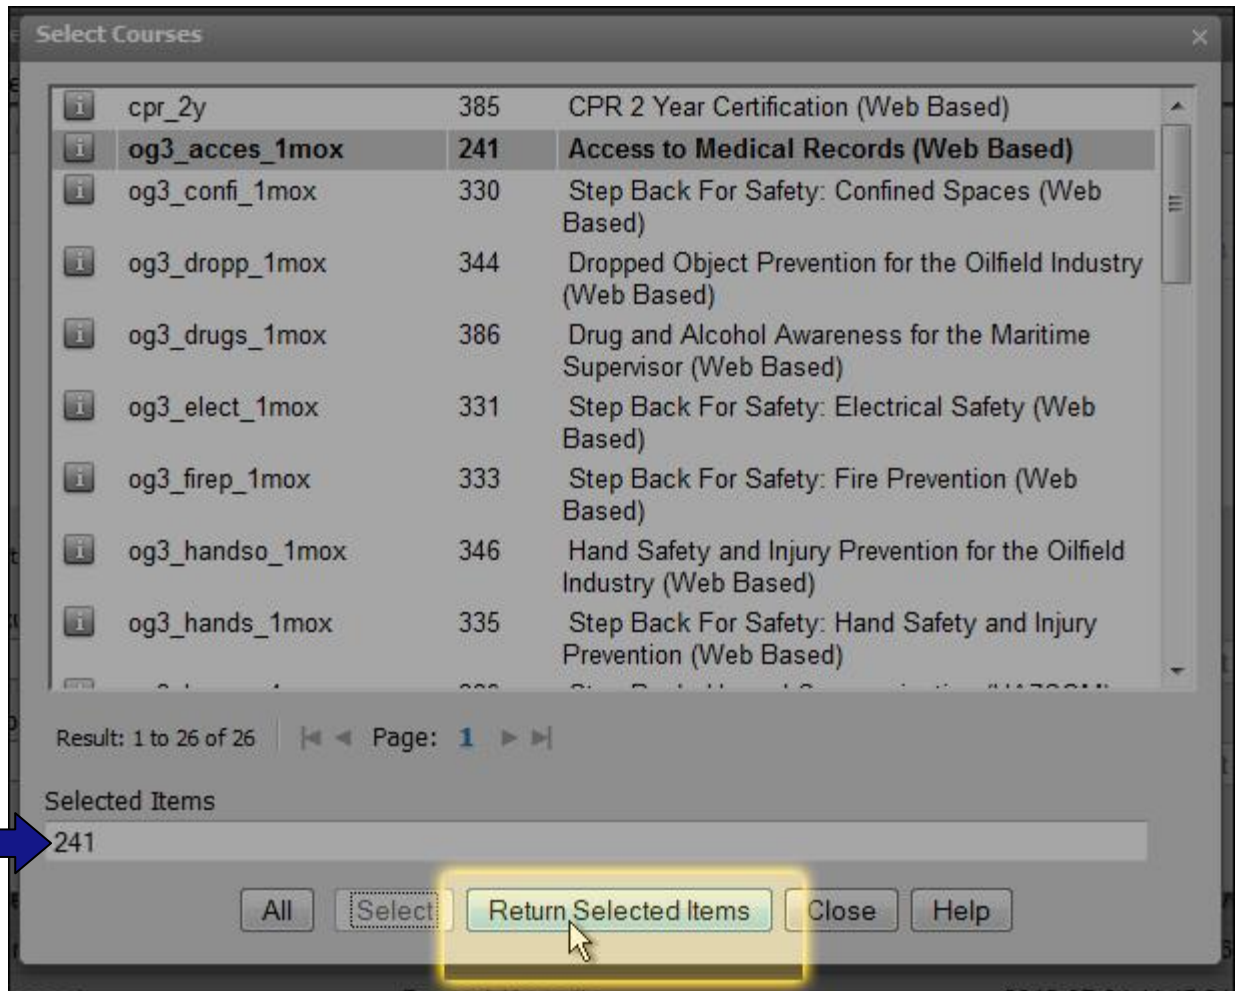 Select Courses
cpr_2y 385 CPR 2 Year Certification (Web Based)
og3_acces_1mox 241 Access to Medical Records (Web Based)
og3_confi_1mox 330 Step Back For Safety: Confined Spaces (Web
Based)
og3_dropp_1mox 344 Dropped Object Prevention for the Oilfield Industry
(Web Based)
og3_drugs_1mox 386 Drug and Alcohol Awareness for the Maritime
Supervisor (Web Based)
og3_elect_1mox 331 Step Back For Safety: Electrical Safety (Web
Based)
og3_firep_1mox 333 Step Back For Safety: Fire Prevention (Web
Based)
og3_handso_1mox 346 Hand Safety and Injury Prevention for the Oilfield
Industry (Web Based)
og3_hands_1mox 335 Step Back For Safety: Hand Safety and Injury
Prevention (Web Based)
Result: 1 to 26 of 26 Page: 1
Selected Items
241
All Select Return Selected Items Close Help